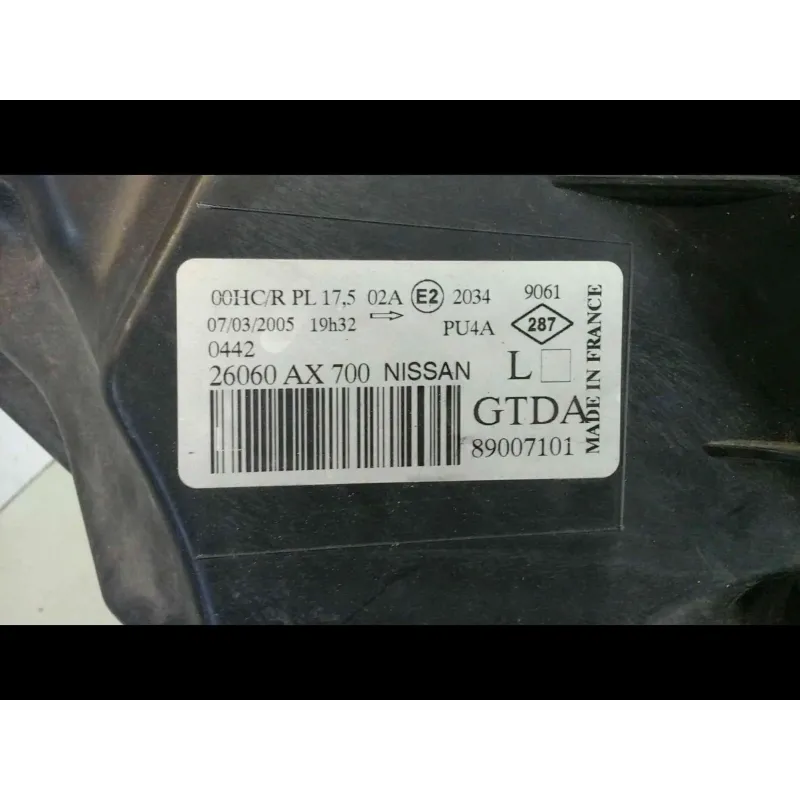 00HC/R PL 17,5 02A E2 2034 9061
07/03/2005 19h32 PU4A 287
0442
26060 AX 700 NISSAN L
GTDA
89007101
MADE IN FRANCE